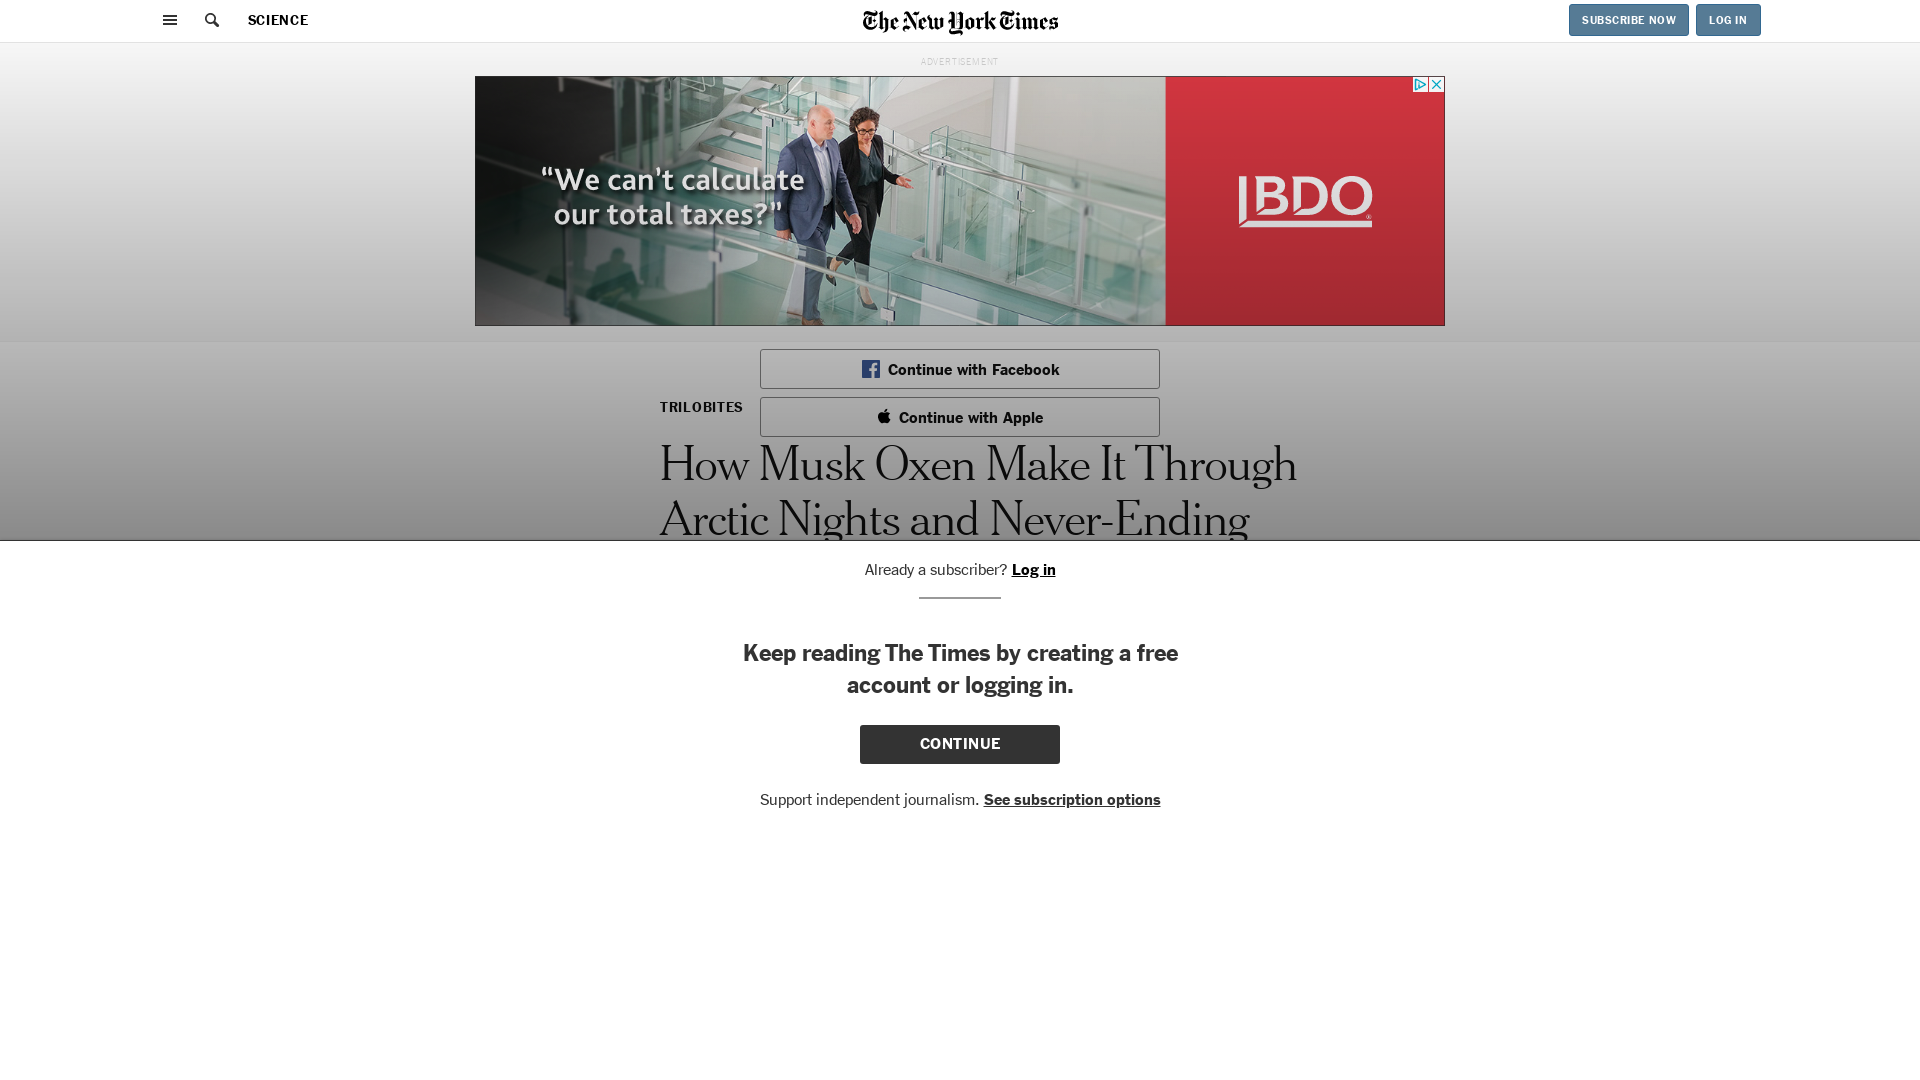 SCIENCE
The New York Times
SUBSCRIBE NOW
LOG IN
ADVERTISEMENT
“We can’t calculate
our total taxes?”
BDO
Continue with Facebook
TRILOBITES
Continue with Apple
How Musk Oxen Make It Through
Arctic Nights and Never-Ending
Already a subscriber? Log in
Keep reading The Times by creating a free
account or logging in.
CONTINUE
Support independent journalism. See subscription options